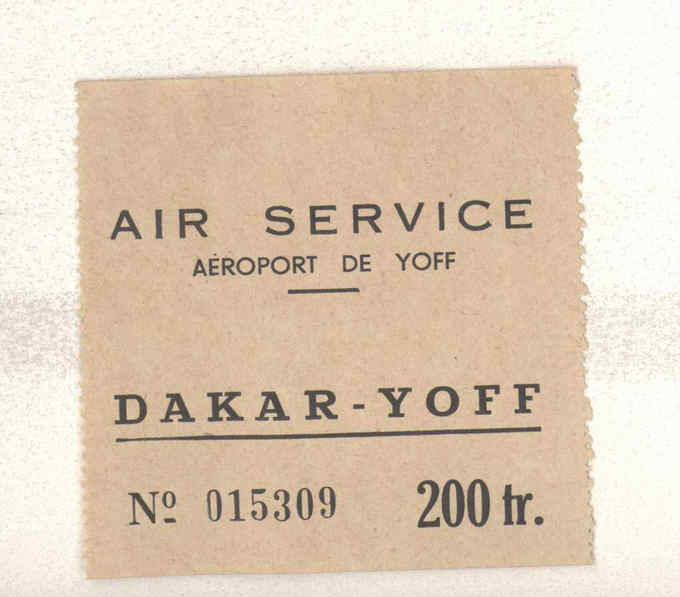 AIR SERVICE
AÉROPORT DE YOFF
DAKAR-YOFF
Nº 015309 200 fr.